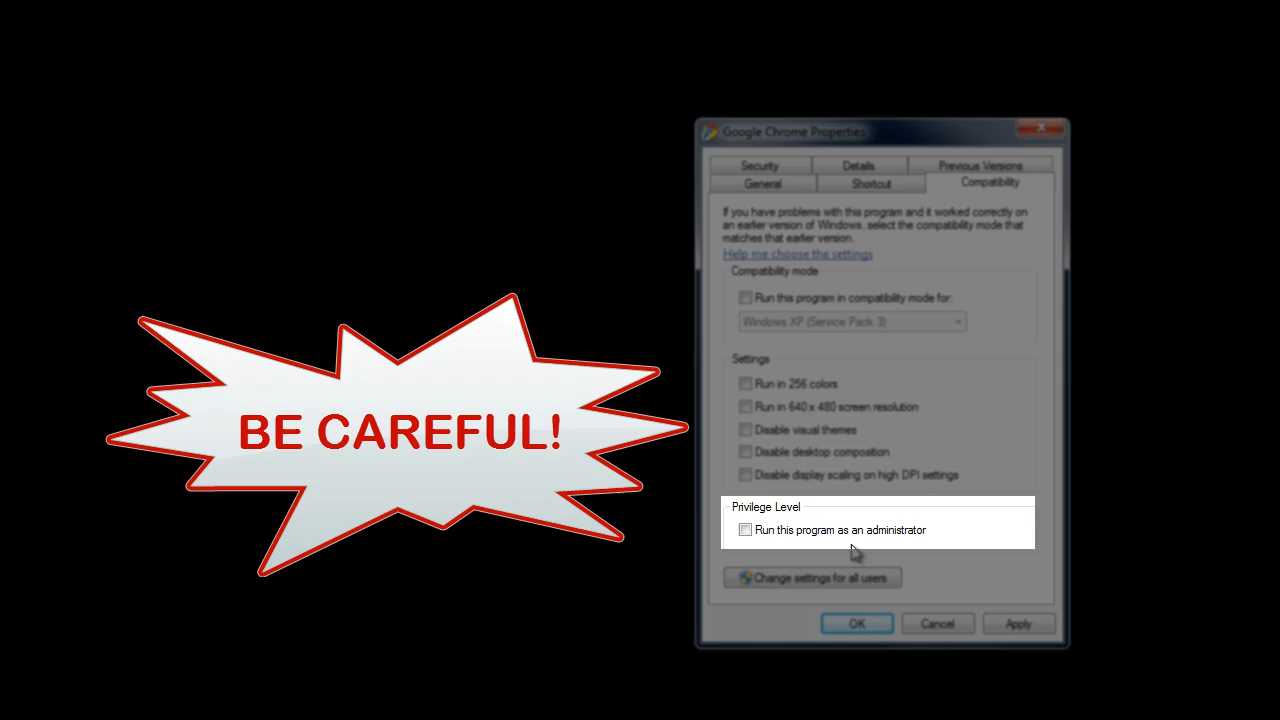 BE CAREFUL!
Google Chrome Properties
Security Details Previous Versions
General Shortcut Compatibility
If you have problems with this program and it worked correctly on
an earlier version of Windows, select the compatibility mode that
matches that earlier version.
Help me choose the settings
Compatibility mode
Run this program in compatibility mode for:
Windows XP (Service Pack 3)
Settings
Run in 256 colors
Run in 640 x 480 screen resolution
Disable visual themes
Disable desktop composition
Disable display scaling on high DPI settings
Privilege Level
Run this program as an administrator
Change settings for all users
OK Cancel Apply